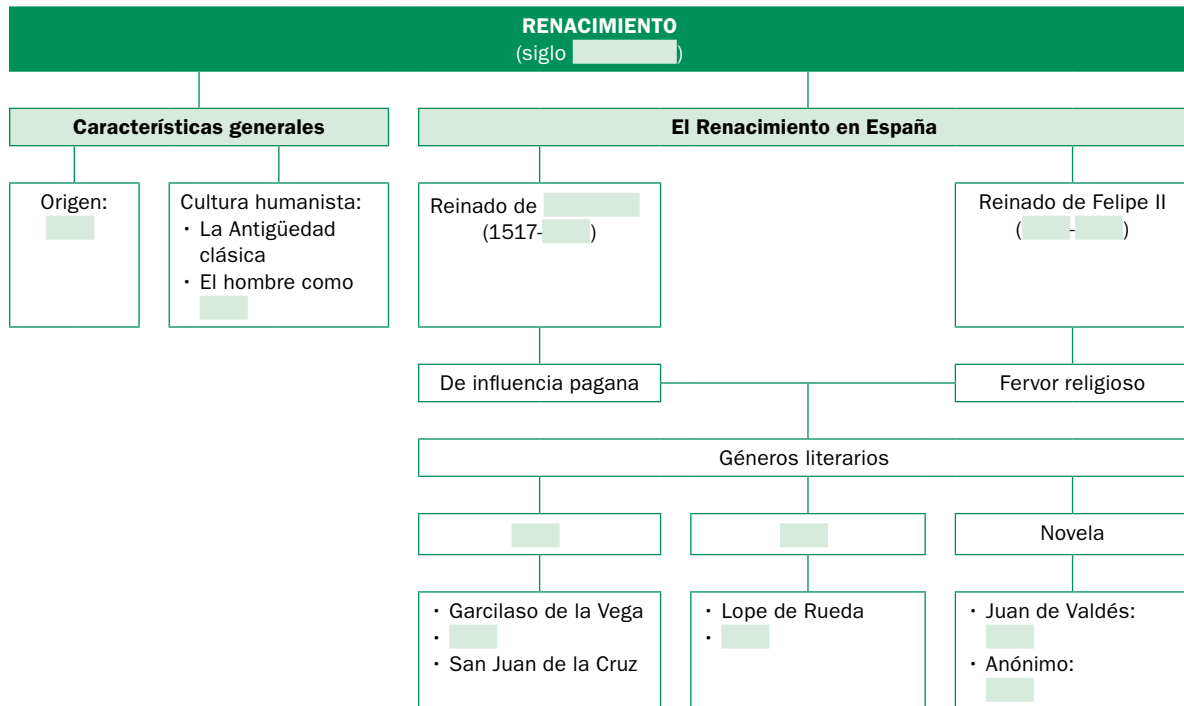 RENACIMIENTO
(siglo )
Características generales
El Renacimiento en España
Origen:
Cultura humanista:
· La Antigüedad
clásica
· El hombre como
Reinado de
(1517- )
Reinado de Felipe II
( - )
De influencia pagana
Fervor religioso
Géneros literarios
Novela
· Garcilaso de la Vega
·
· San Juan de la Cruz
· Lope de Rueda
·
· Juan de Valdés:
· Anónimo: